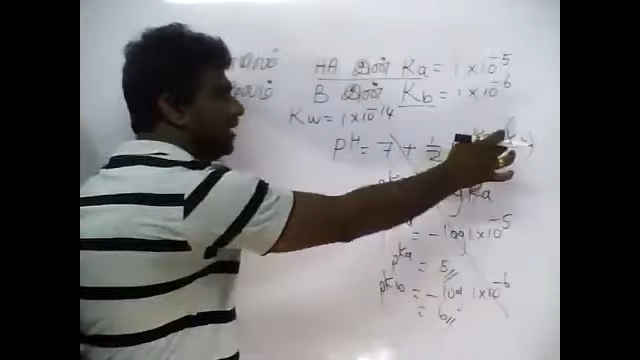 HA இன் Ka = 1 × 10⁻⁵
B இன் Kb = 1 × 10⁻⁶
Kw = 1 × 10⁻¹⁴
pH = 7 + 1/2
Ka
= - log 1 × 10⁻⁵
pKa = 5
pKb = - log 1 × 10⁻⁶
= 6